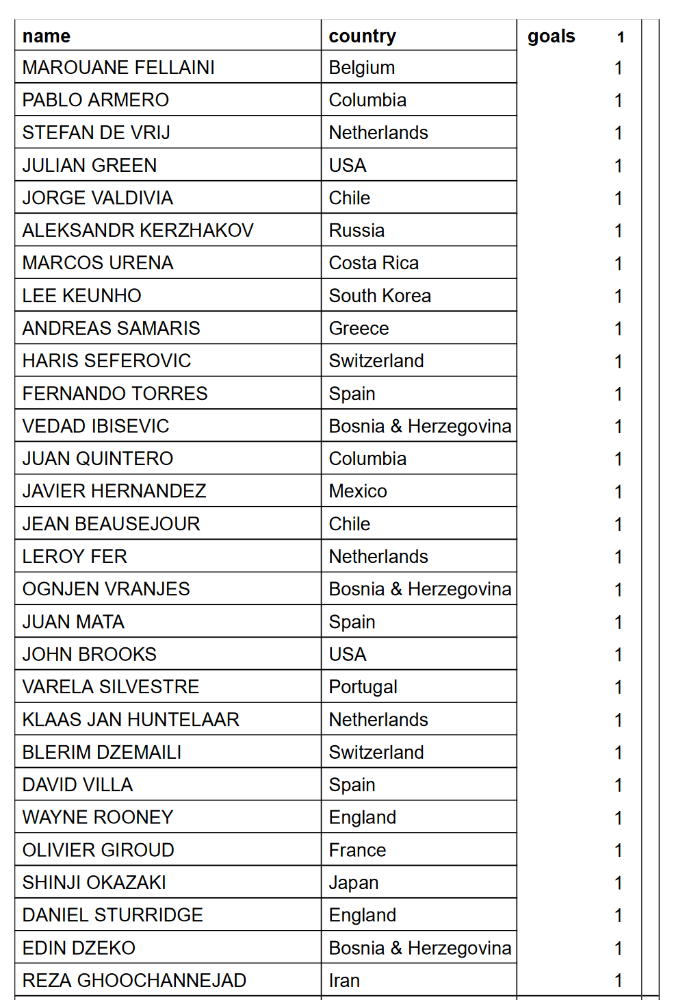 name country goals 1
MAROUANE FELLAINI Belgium 1
PABLO ARMERO Columbia 1
STEFAN DE VRIJ Netherlands 1
JULIAN GREEN USA 1
JORGE VALDIVIA Chile 1
ALEKSANDR KERZHAKOV Russia 1
MARCOS URENA Costa Rica 1
LEE KEUNHO South Korea 1
ANDREAS SAMARIS Greece 1
HARIS SEFEROVIC Switzerland 1
FERNANDO TORRES Spain 1
VEDAD IBISEVIC Bosnia & Herzegovina 1
JUAN QUINTERO Columbia 1
JAVIER HERNANDEZ Mexico 1
JEAN BEAUSEJOUR Chile 1
LEROY FER Netherlands 1
OGNJEN VRANJES Bosnia & Herzegovina 1
JUAN MATA Spain 1
JOHN BROOKS USA 1
VARELA SILVESTRE Portugal 1
KLAAS JAN HUNTELAAR Netherlands 1
BLERIM DZEMAILI Switzerland 1
DAVID VILLA Spain 1
WAYNE ROONEY England 1
OLIVIER GIROUD France 1
SHINJI OKAZAKI Japan 1
DANIEL STURRIDGE England 1
EDIN DZEKO Bosnia & Herzegovina 1
REZA GHOOCHANNEJAD Iran 1